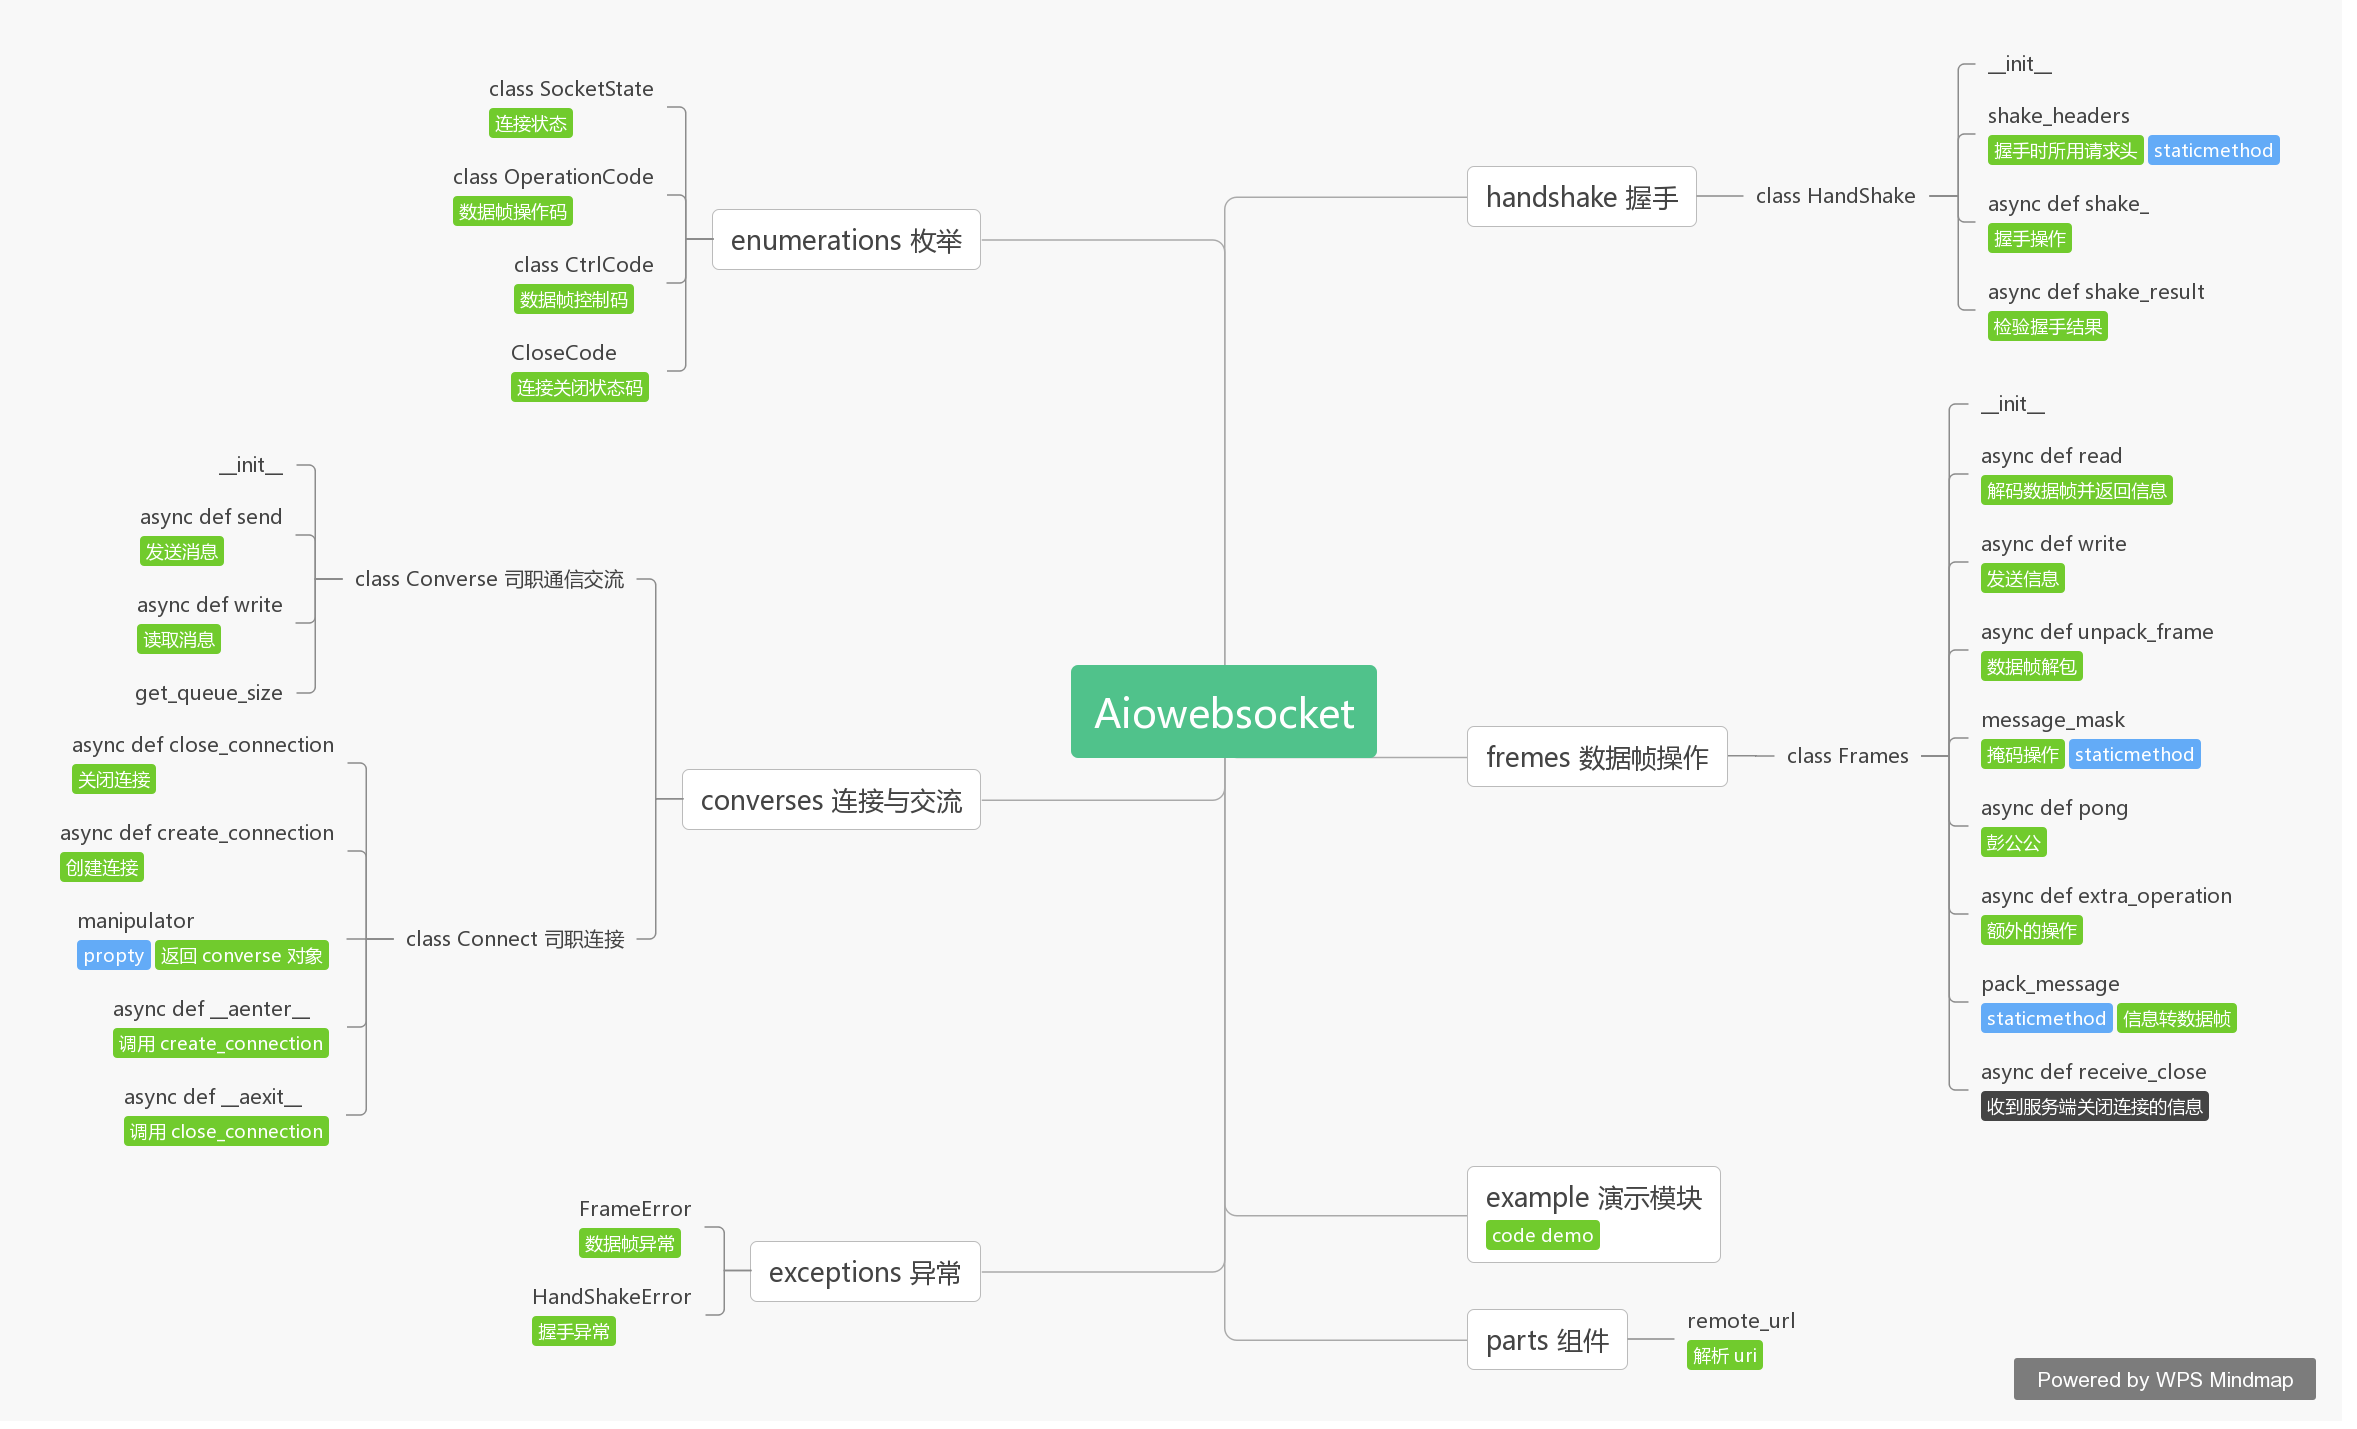 Aiowebsocket
handshake 握手
class HandShake
__init__
shake_headers
握手时所用请求头 staticmethod
async def shake_
握手操作
async def shake_result
检验握手结果
fremes 数据帧操作
class Frames
__init__
async def read
解码数据帧并返回信息
async def write
发送信息
async def unpack_frame
数据帧解包
message_mask
掩码操作 staticmethod
async def pong
彭公公
async def extra_operation
额外的操作
pack_message
staticmethod 信息转数据帧
async def receive_close
收到服务端关闭连接的信息
example 演示模块
code demo
parts 组件
remote_url
解析 uri
enumerations 枚举
class SocketState
连接状态
class OperationCode
数据帧操作码
class CtrlCode
数据帧控制码
CloseCode
连接关闭状态码
converses 连接与交流
class Converse 司职通信交流
__init__
async def send
发送消息
async def write
读取消息
get_queue_size
class Connect 司职连接
async def close_connection
关闭连接
async def create_connection
创建连接
manipulator
propty 返回 converse 对象
async def __aenter__
调用 create_connection
async def __aexit__
调用 close_connection
exceptions 异常
FrameError
数据帧异常
HandShakeError
握手异常
Powered by WPS Mindmap